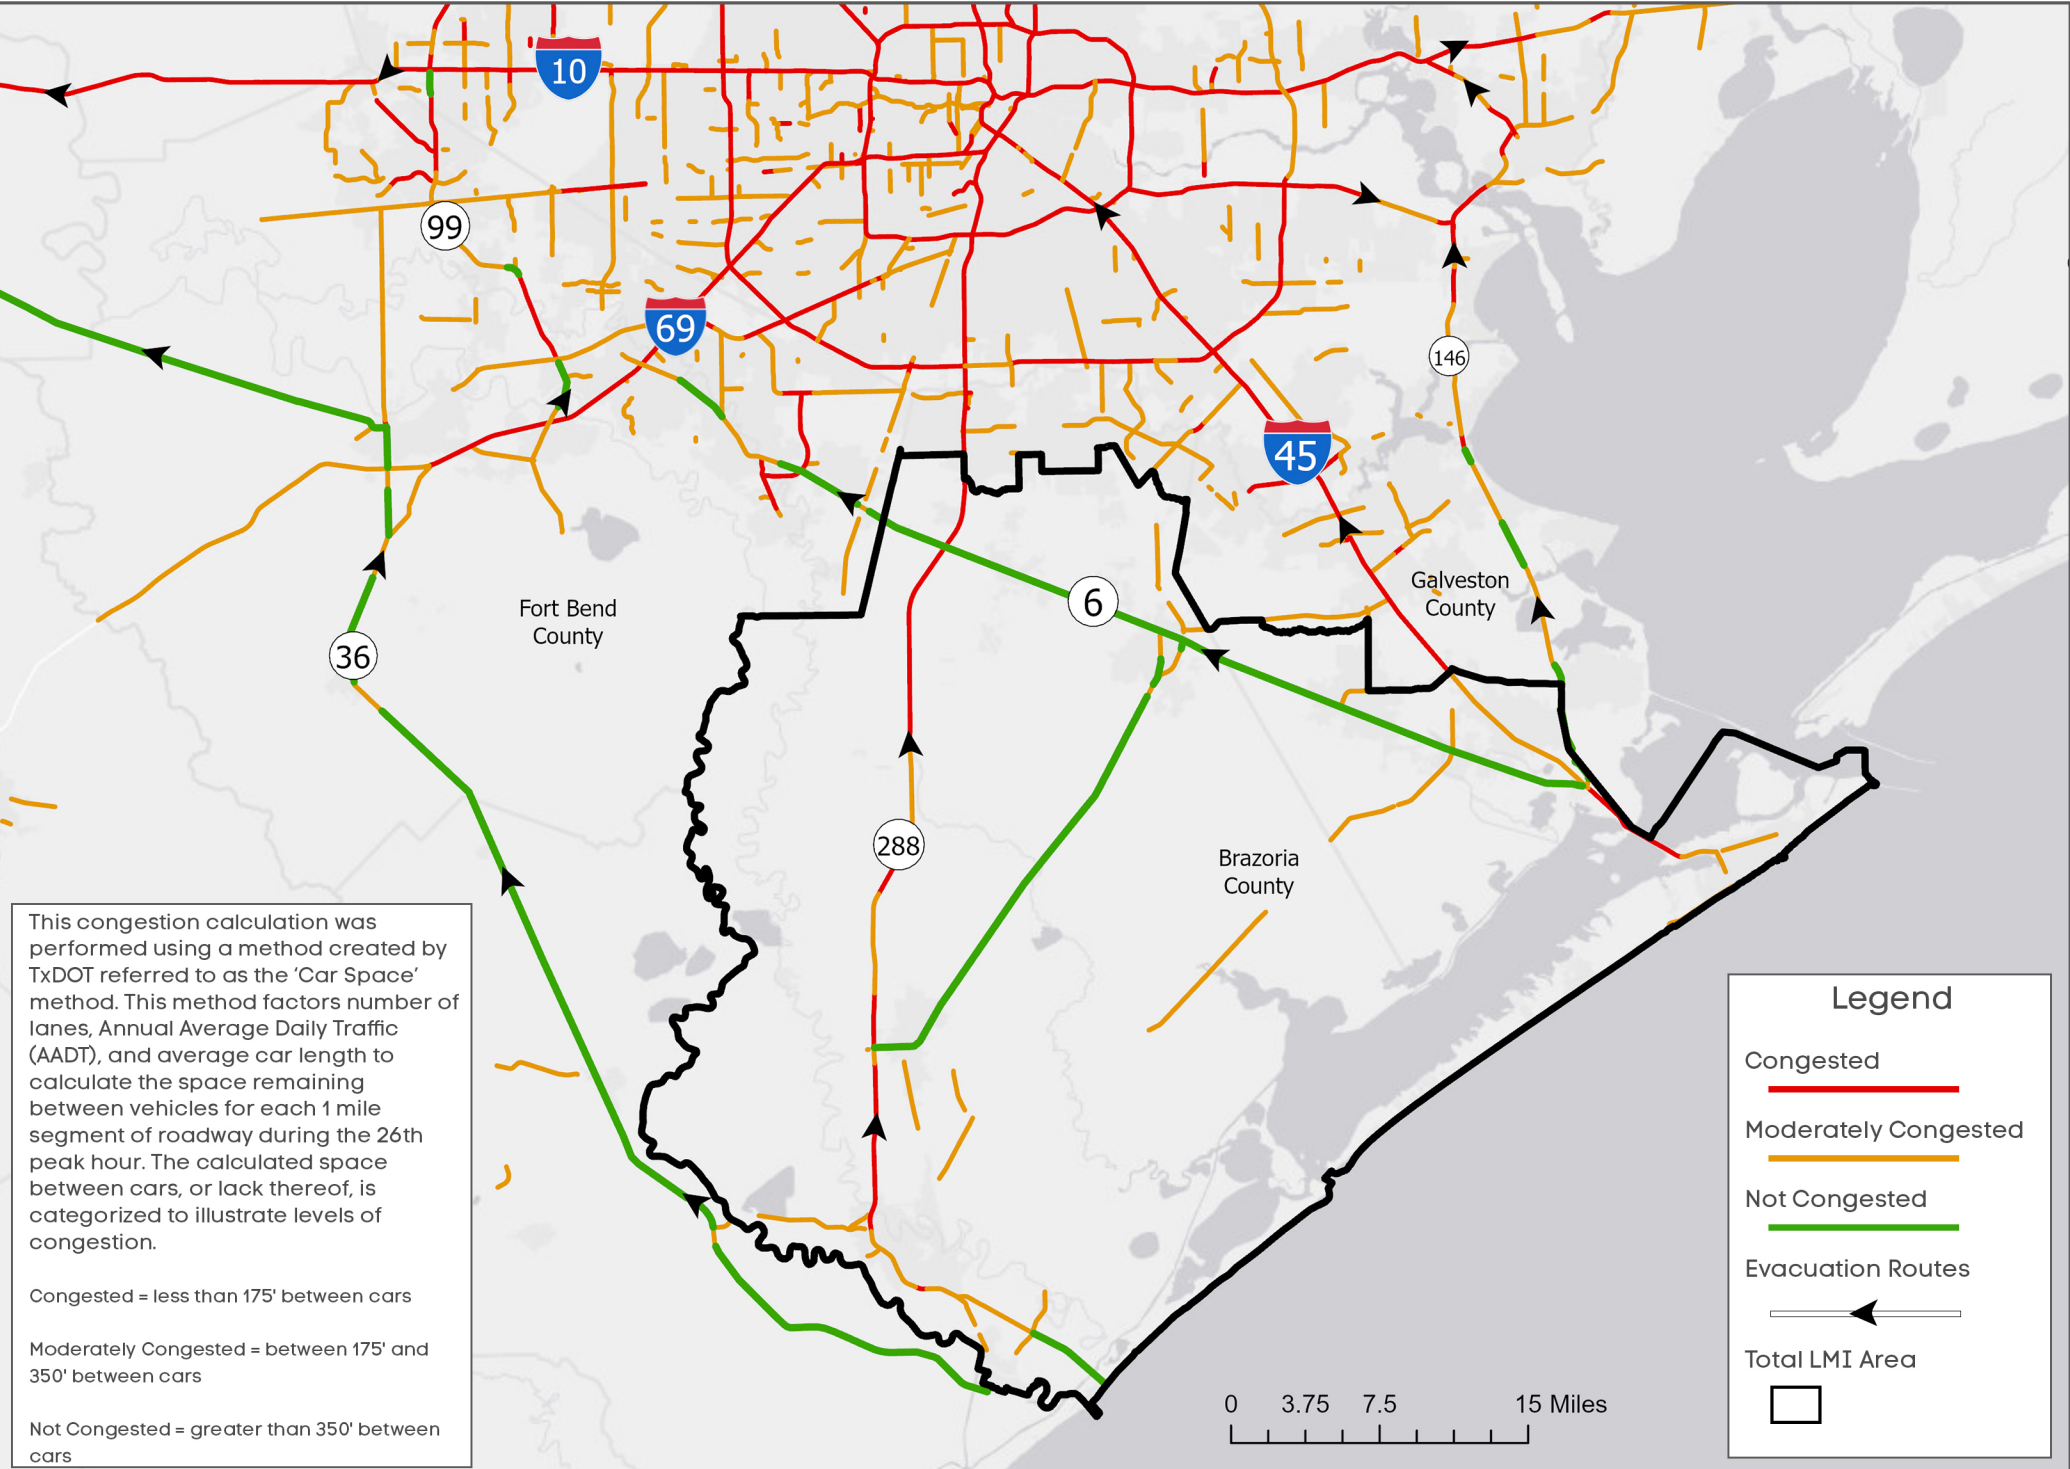 10
99
69
146
45
Galveston
County
Fort Bend
County
6
36
288
Brazoria
County
This congestion calculation was
performed using a method created by
TxDOT referred to as the ‘Car Space’
method. This method factors number of
lanes, Annual Average Daily Traffic
(AADT), and average car length to
calculate the space remaining
between vehicles for each 1 mile
segment of roadway during the 26th
peak hour. The calculated space
between cars, or lack thereof, is
categorized to illustrate levels of
congestion.
Congested = less than 175' between cars
Moderately Congested = between 175' and
350' between cars
Not Congested = greater than 350' between
cars
Legend
Congested
Moderately Congested
Not Congested
Evacuation Routes
Total LMI Area
0 3.75 7.5 15 Miles